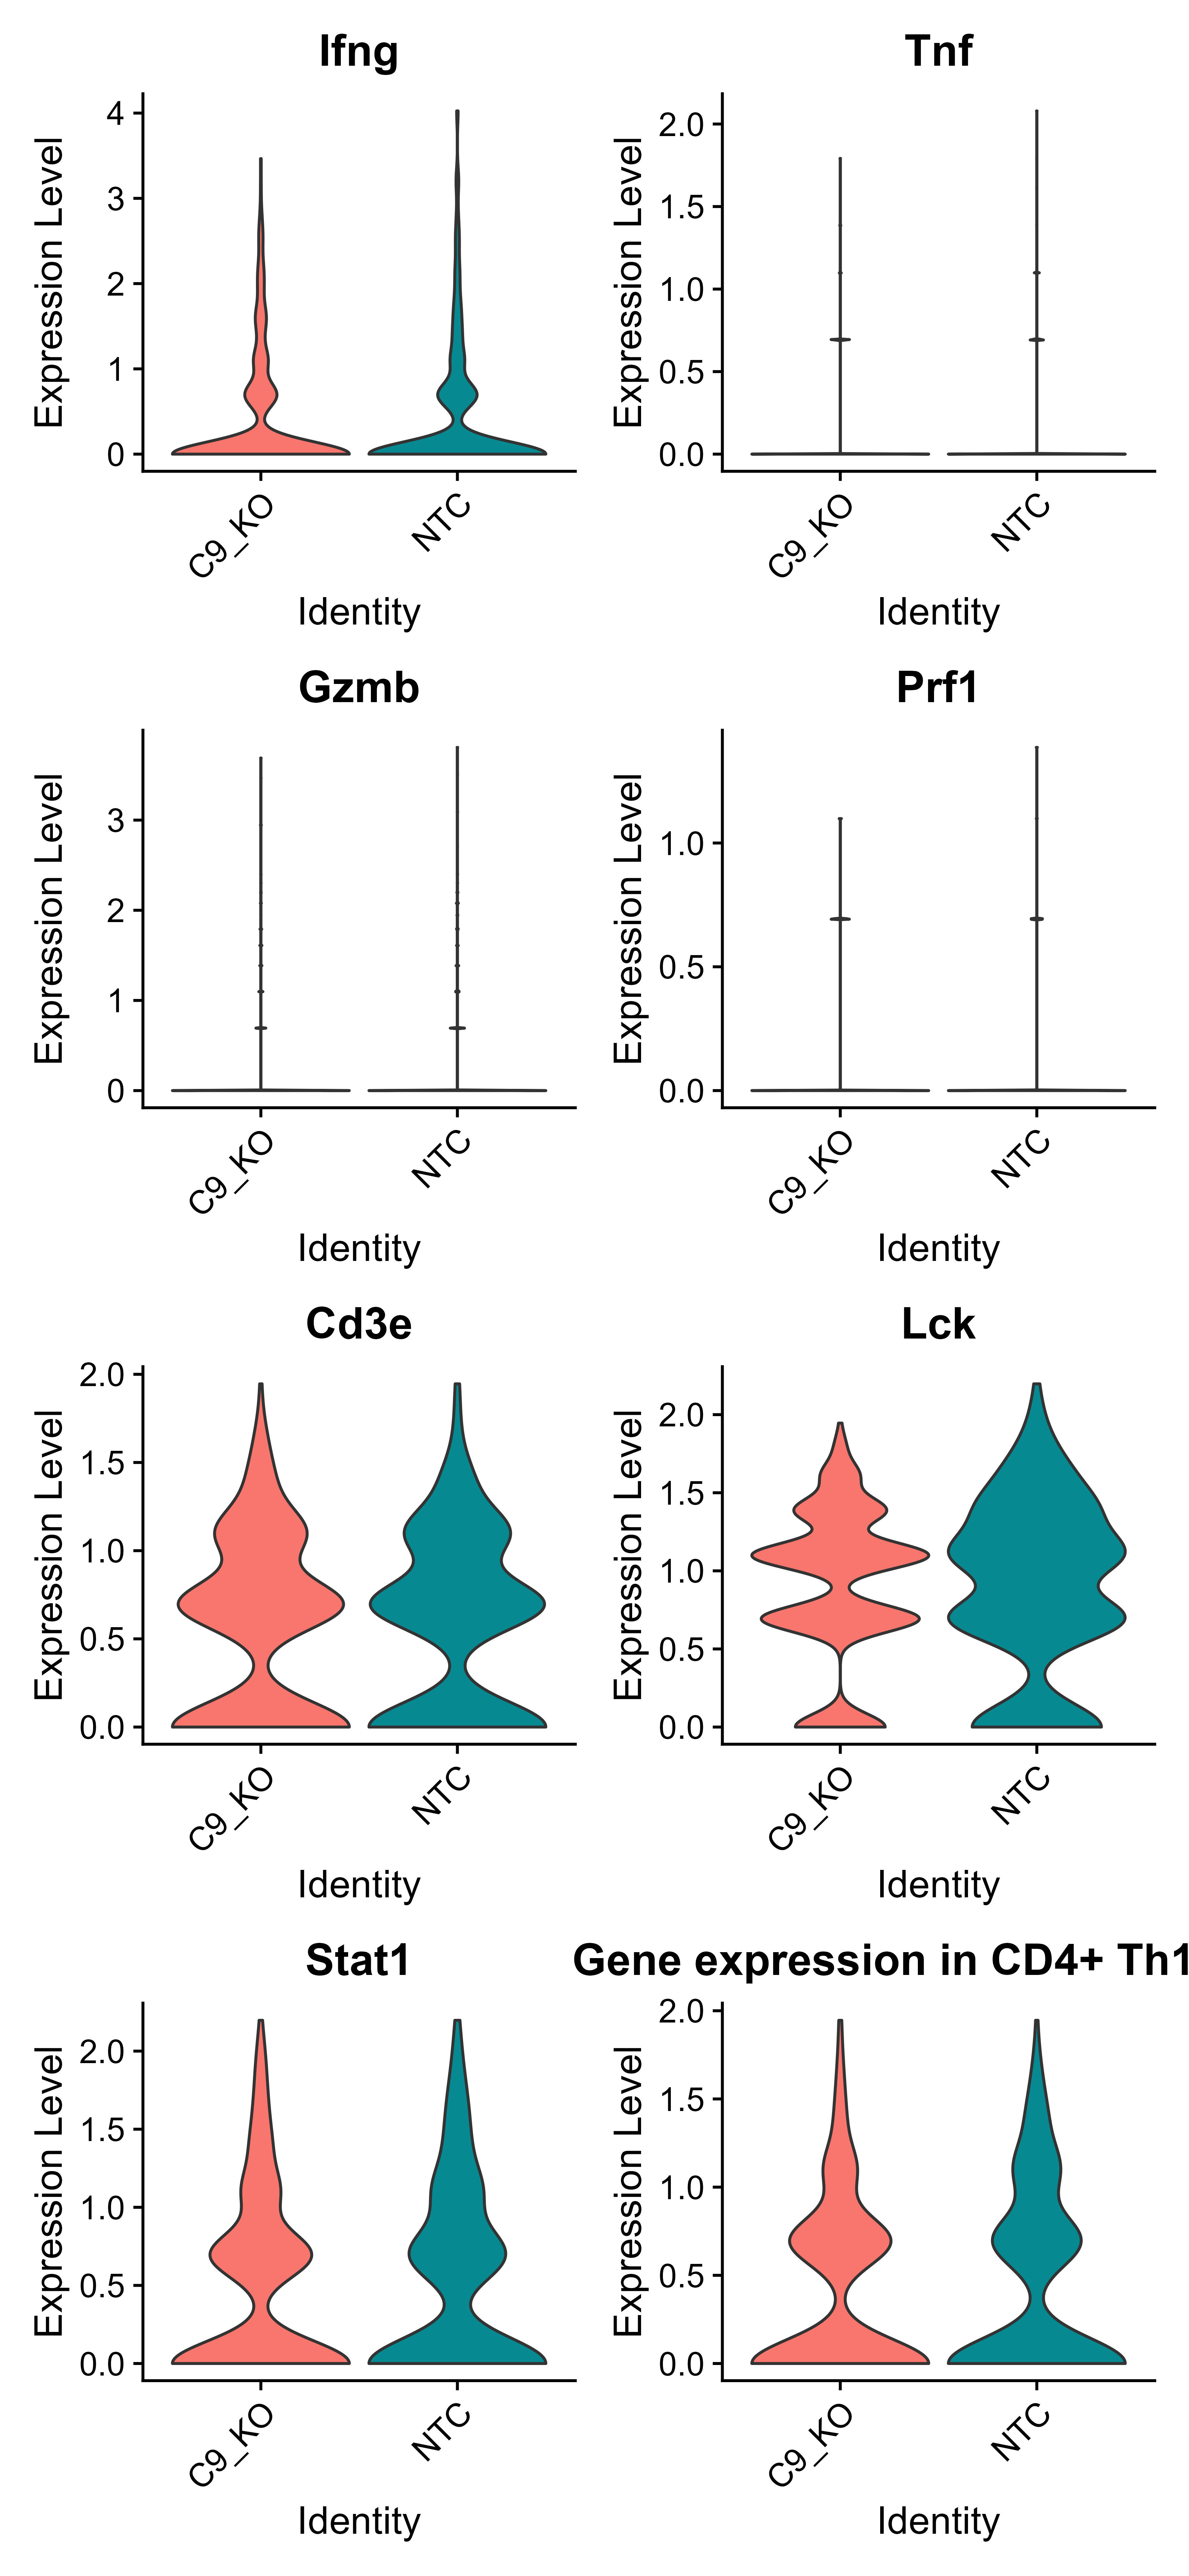 Ifng
Tnf
Expression Level
4
3
2
1
0
Expression Level
2.0
1.5
1.0
0.5
0.0
C9_KO
NTC
C9_KO
NTC
Identity
Identity
Gzmb
Prf1
Expression Level
3
2
1
0
Expression Level
1.0
0.5
0.0
C9_KO
NTC
C9_KO
NTC
Identity
Identity
Cd3e
Lck
Expression Level
2.0
1.5
1.0
0.5
0.0
Expression Level
2.0
1.5
1.0
0.5
0.0
C9_KO
NTC
C9_KO
NTC
Identity
Identity
Stat1
Gene expression in CD4+ Th1
Expression Level
2.0
1.5
1.0
0.5
0.0
Expression Level
2.0
1.5
1.0
0.5
0.0
C9_KO
NTC
C9_KO
NTC
Identity
Identity